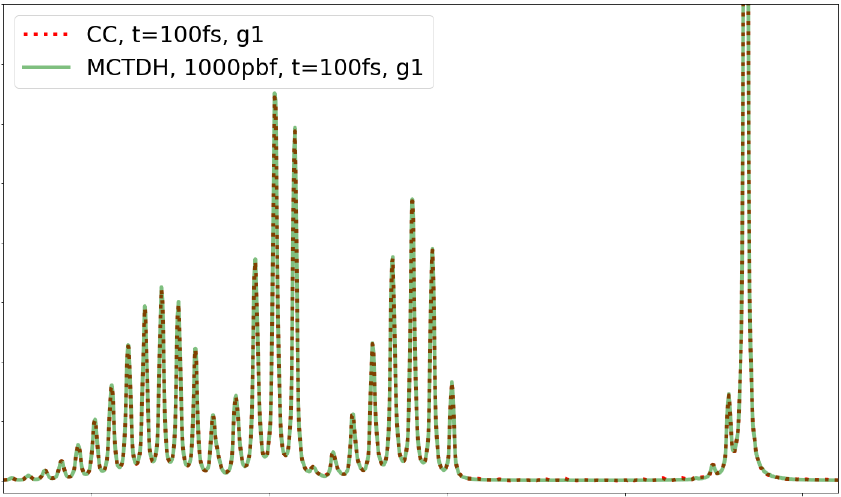 CC, t=100fs, g1
MCTDH, 1000pbf, t=100fs, g1